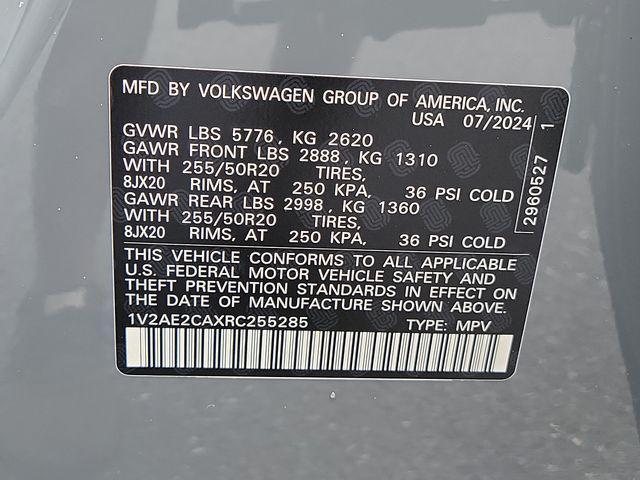 MFD BY VOLKSWAGEN GROUP OF AMERICA, INC.
USA 07/2024
GVWR LBS 5776, KG 2620
GAWR FRONT LBS 2888, KG 1310
WITH 255/50R20 TIRES,
8JX20 RIMS, AT 250 KPA, 36 PSI COLD
GAWR REAR LBS 2998, KG 1360
WITH 255/50R20 TIRES,
8JX20 RIMS, AT 250 KPA, 36 PSI COLD
THIS VEHICLE CONFORMS TO ALL APPLICABLE
U.S. FEDERAL MOTOR VEHICLE SAFETY AND
THEFT PREVENTION STANDARDS IN EFFECT ON
THE DATE OF MANUFACTURE SHOWN ABOVE.
1V2AE2CAXRC255285 TYPE: MPV
2960527 1